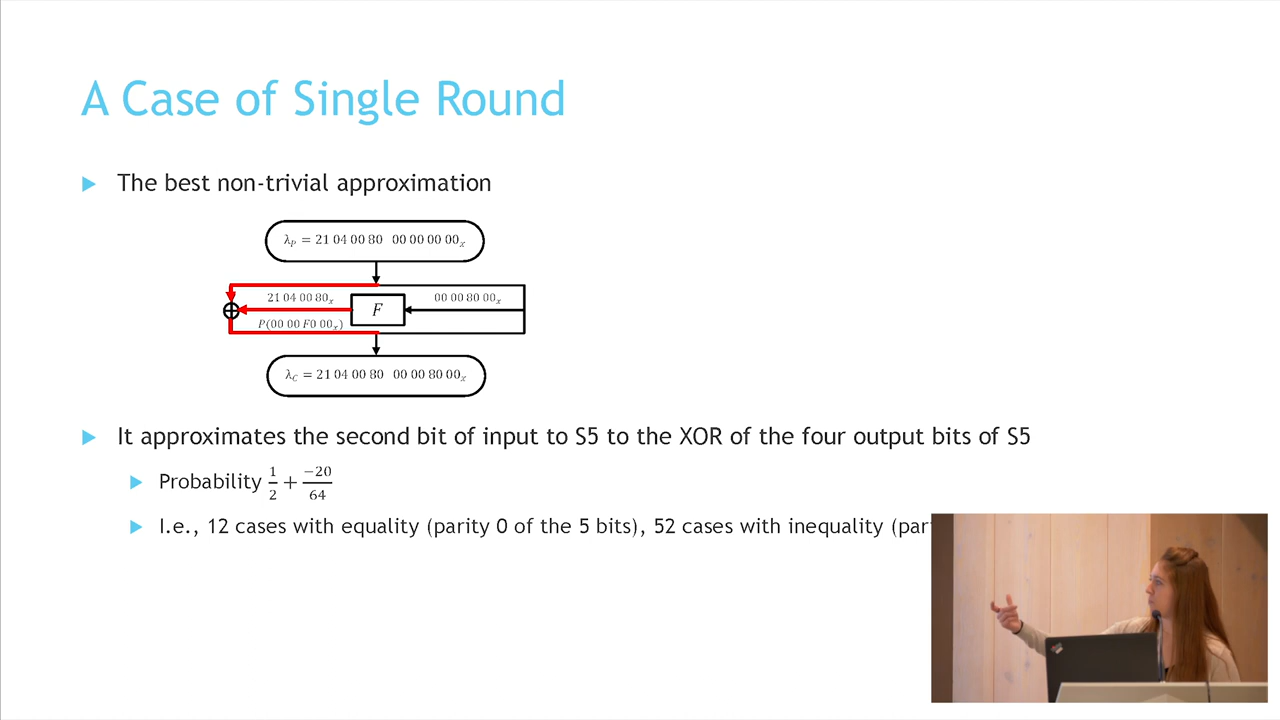 A Case of Single Round
The best non-trivial approximation
λ_P = 21 04 00 80 00 00 00 00_x
21 04 00 80_x
F
00 00 80 00_x
P(00 00 F0 00_x)
λ_C = 21 04 00 80 00 00 80 00_x
It approximates the second bit of input to S5 to the XOR of the four output bits of S5
Probability 1/2 + −20/64
I.e., 12 cases with equality (parity 0 of the 5 bits), 52 cases with inequality